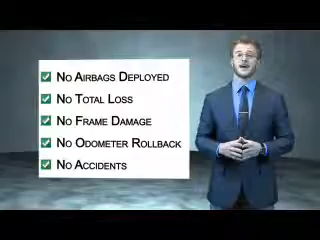 No Airbags Deployed
No Total Loss
No Frame Damage
No Odometer Rollback
No Accidents